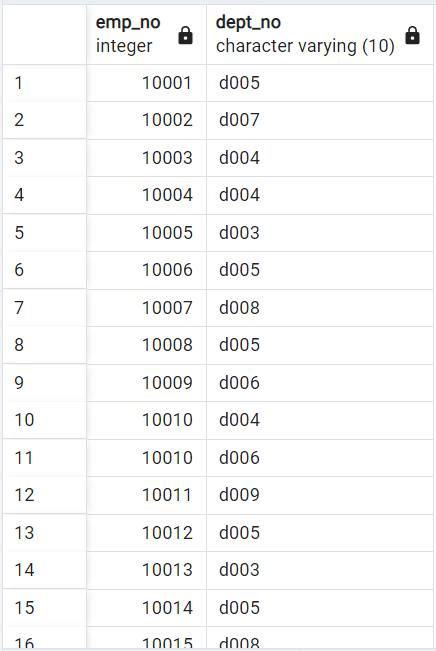 emp_no dept_no
integer character varying (10)
1 10001 d005
2 10002 d007
3 10003 d004
4 10004 d004
5 10005 d003
6 10006 d005
7 10007 d008
8 10008 d005
9 10009 d006
10 10010 d004
11 10010 d006
12 10011 d009
13 10012 d005
14 10013 d003
15 10014 d005
16 10015 d008